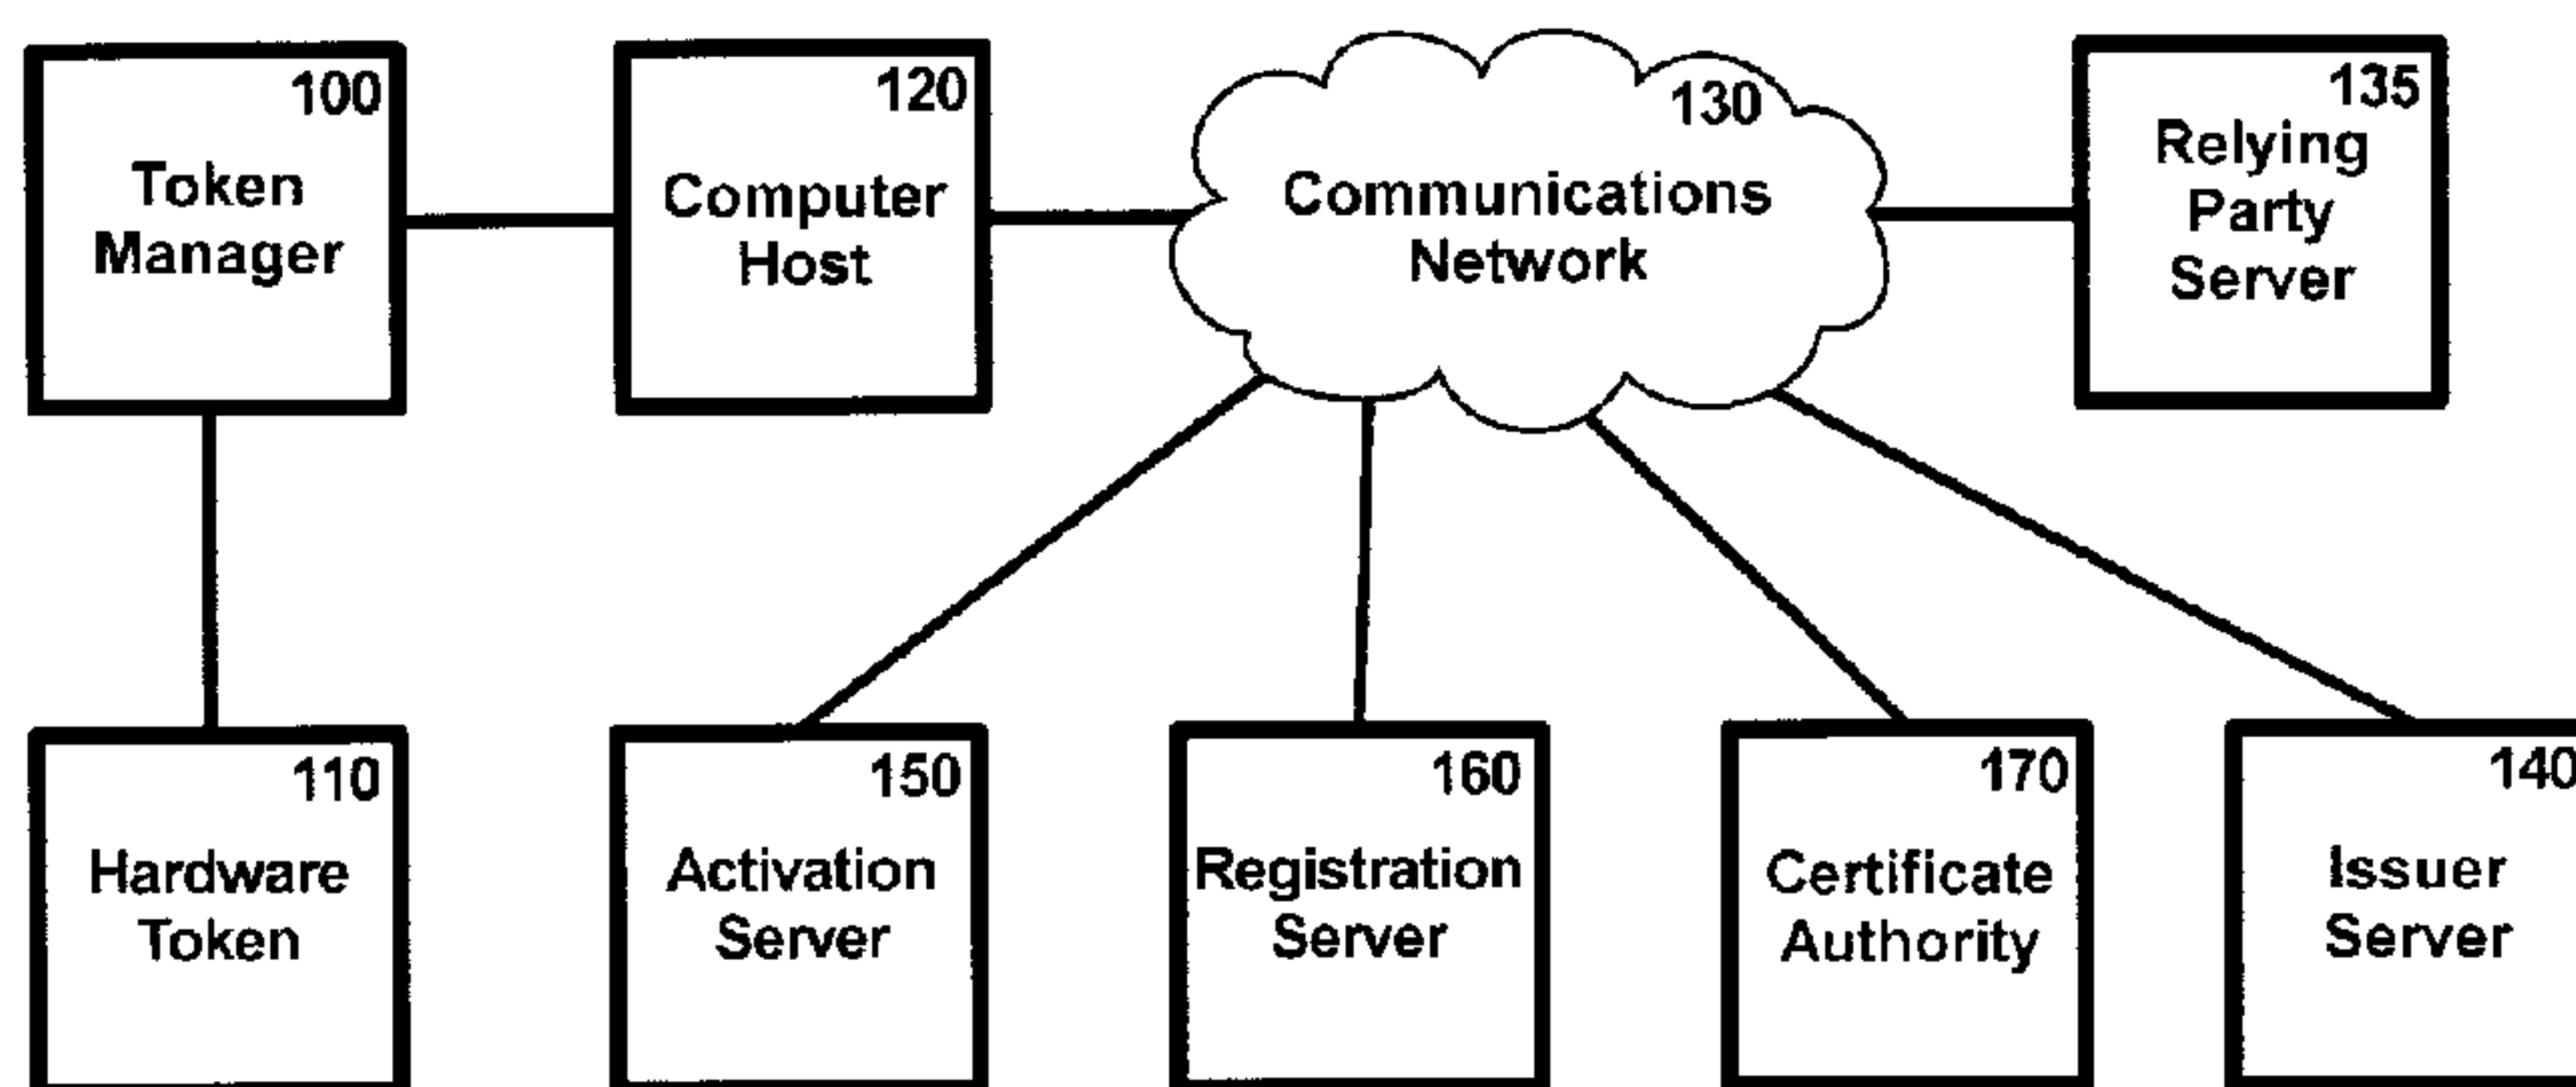 100
Token
Manager
120
Computer
Host
130
Communications
Network
135
Relying
Party
Server
110
Hardware
Token
150
Activation
Server
160
Registration
Server
170
Certificate
Authority
140
Issuer
Server